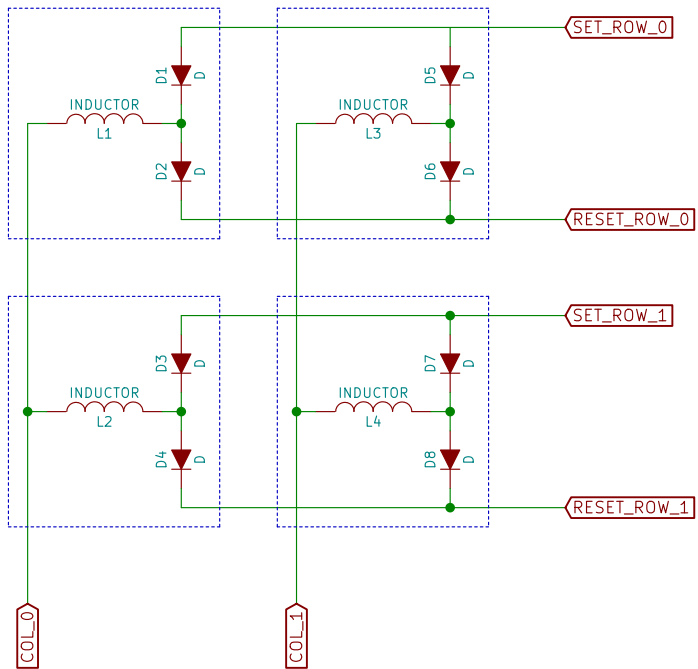 SET_ROW_0
D1 D
D5 D
INDUCTOR
L1
INDUCTOR
L3
D2 D
D6 D
RESET_ROW_0
SET_ROW_1
D3 D
D7 D
INDUCTOR
L2
INDUCTOR
L4
D4 D
D8 D
RESET_ROW_1
COL_0
COL_1